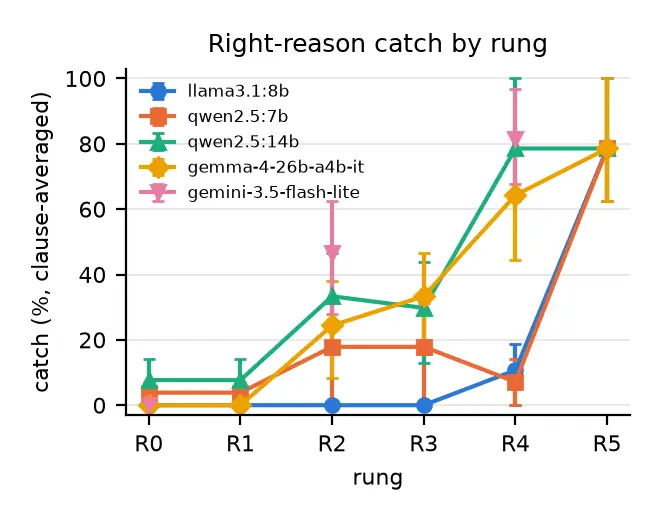 Right-reason catch by rung
catch (%, clause-averaged)
100
80
60
40
20
0
llama3.1:8b
qwen2.5:7b
qwen2.5:14b
gemma-4-26b-a4b-it
gemini-3.5-flash-lite
R0 R1 R2 R3 R4 R5
rung